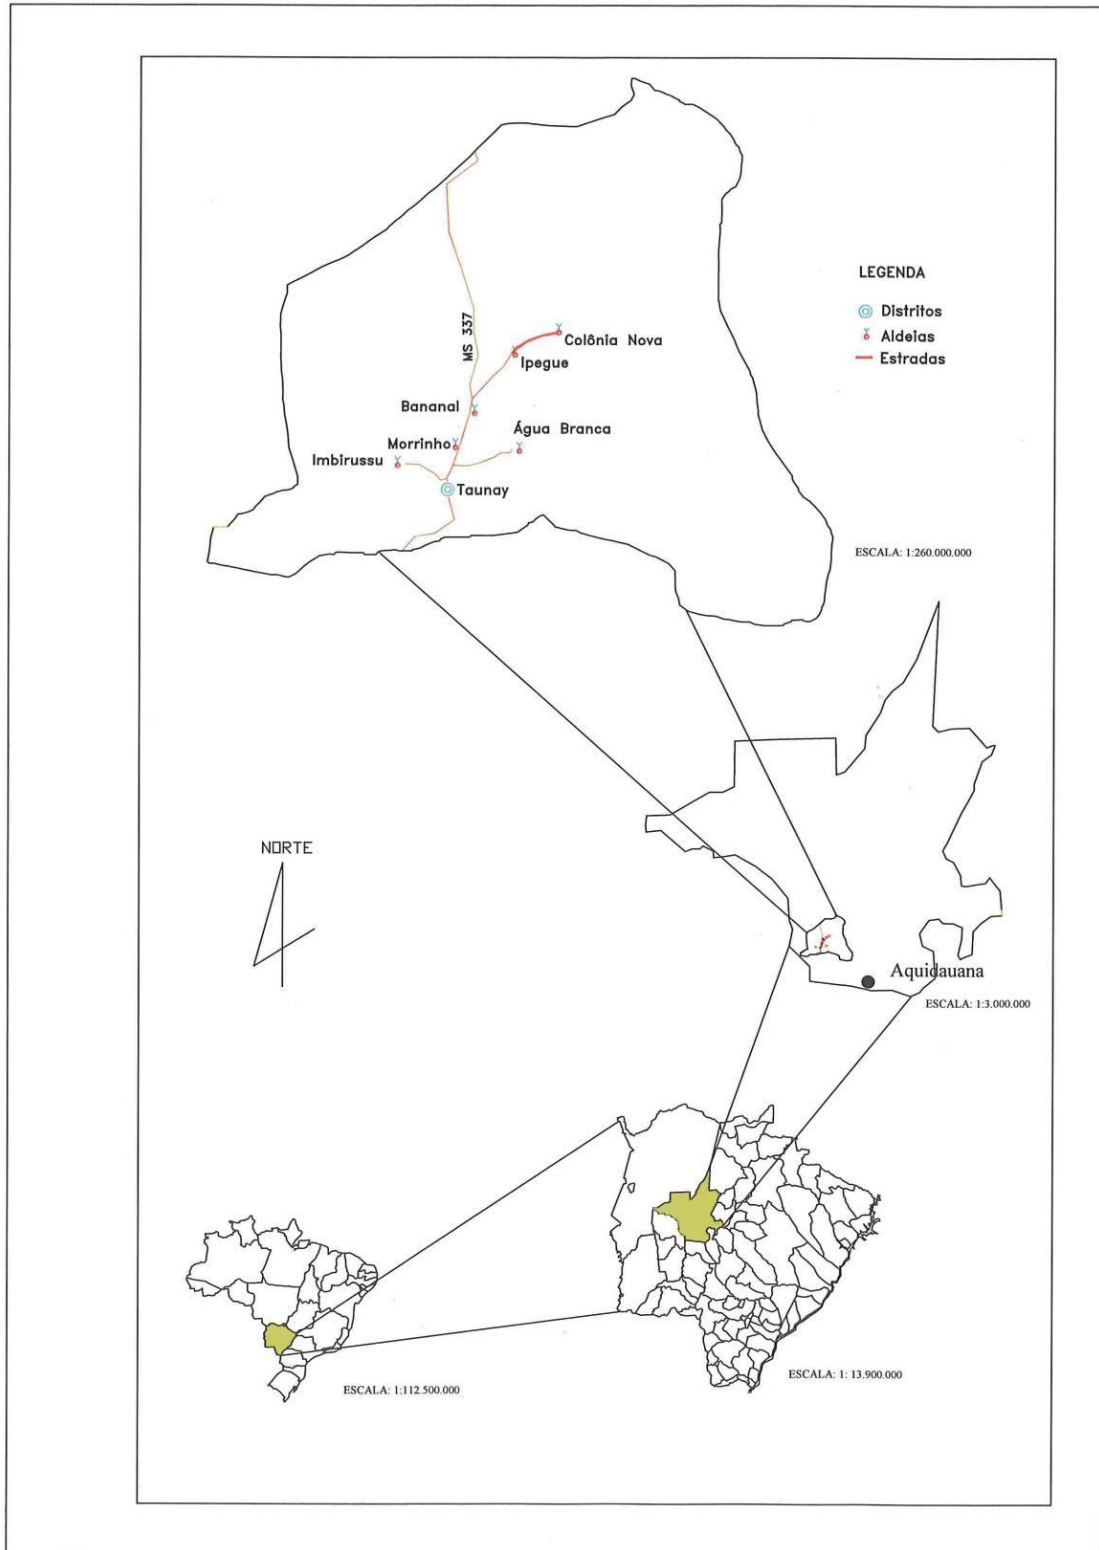 LEGENDA
Distritos
Aldeias
Estradas
MS 337
Colônia Nova
Ipegue
Bananal
Água Branca
Morrinho
Imbirussu
Taunay
ESCALA: 1:260.000.000
NORTE
Aquidauana
ESCALA: 1:3.000.000
ESCALA: 1: 13.900.000
ESCALA: 1:112.500.000